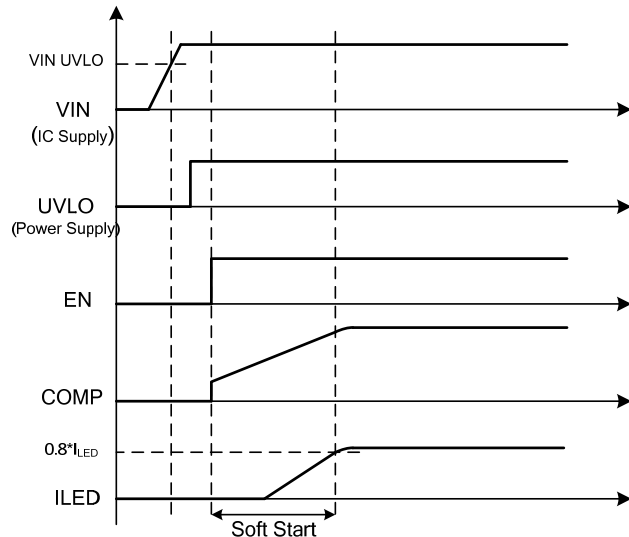 VIN UVLO
VIN
(IC Supply)
UVLO
(Power Supply)
EN
COMP
0.8*ILED
ILED
Soft Start